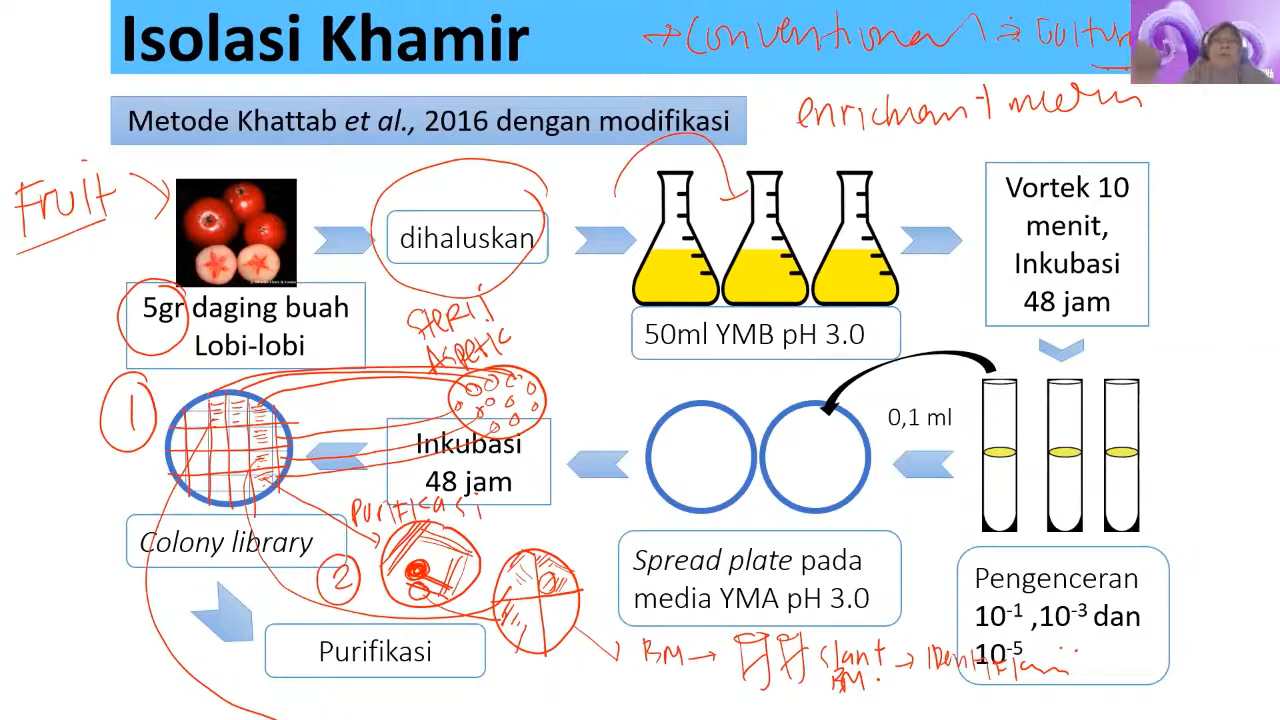 Isolasi Khamir
→ Conventional →
enrichment
Metode Khattab et al., 2016 dengan modifikasi
Fruit
dihaluskan
Vortek 10
menit,
Inkubasi
48 jam
5gr daging buah
Lobi-lobi
50ml YMB pH 3.0
Steril
Aspetic
1
0,1 ml
Inkubasi
48 jam
Purifikasi
Colony library
2
Spread plate pada
media YMA pH 3.0
Pengenceran
10⁻¹ ,10⁻³ dan
10⁻⁵
Purifikasi
BM →
slant →
BM